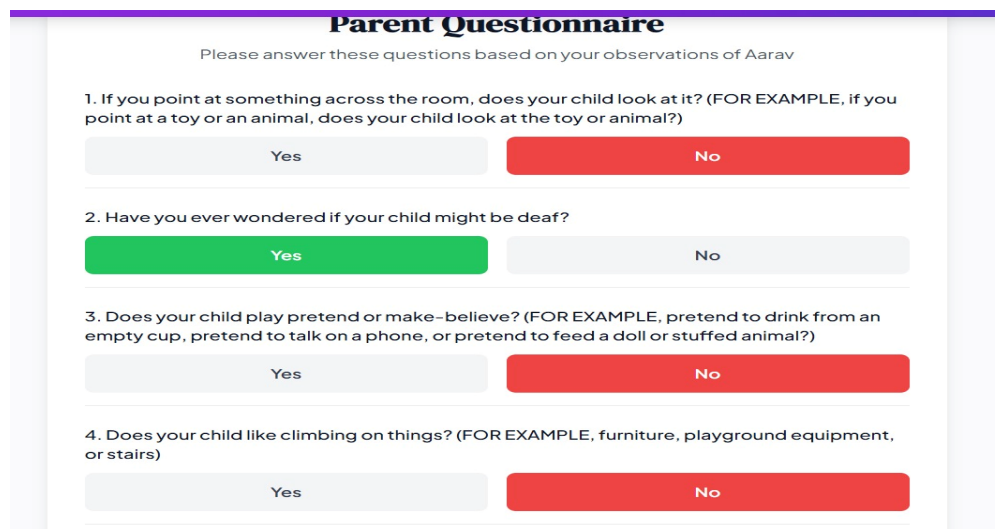 Parent Questionnaire
Please answer these questions based on your observations of Aarav
1. If you point at something across the room, does your child look at it? (FOR EXAMPLE, if you
point at a toy or an animal, does your child look at the toy or animal?)
Yes No
2. Have you ever wondered if your child might be deaf?
Yes No
3. Does your child play pretend or make-believe? (FOR EXAMPLE, pretend to drink from an
empty cup, pretend to talk on a phone, or pretend to feed a doll or stuffed animal?)
Yes No
4. Does your child like climbing on things? (FOR EXAMPLE, furniture, playground equipment,
or stairs)
Yes No